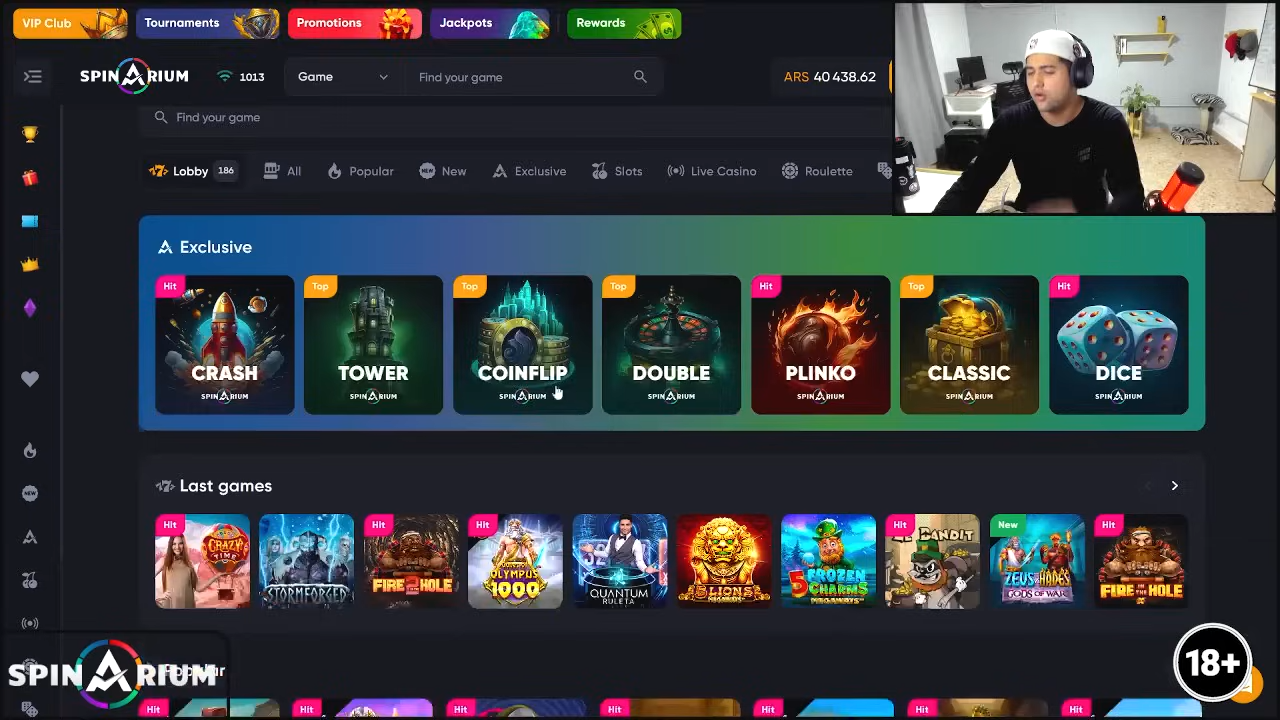 VIP Club
Tournaments
Promotions
Jackpots
Rewards
SPINARIUM
1013
Game
Find your game
ARS 40 438.62
Find your game
Lobby 186
All
Popular
New
Exclusive
Slots
Live Casino
Roulette
Exclusive
Hit
Top
Top
Top
Hit
Top
Hit
CRASH
TOWER
COINFLIP
DOUBLE
PLINKO
CLASSIC
DICE
SPINARIUM
SPINARIUM
SPINARIUM
SPINARIUM
SPINARIUM
SPINARIUM
SPINARIUM
NEW
Last games
Hit
CRAZY TIME
STORMFORGED
Hit
FIRE 2 HOLE
Hit
OLYMPUS
1000
QUANTUM
RULETA
5 LIONS
MEGAWAYS
5 FROZEN
CHARMS
MEGAWAYS
Hit
LE BANDIT
New
ZEUS HADES
GODS OF WAR
Hit
FIRE IN THE HOLE
SPINARIUM
18+
Hit
Hit
Hit
Hit
Hit
Hit
Hit